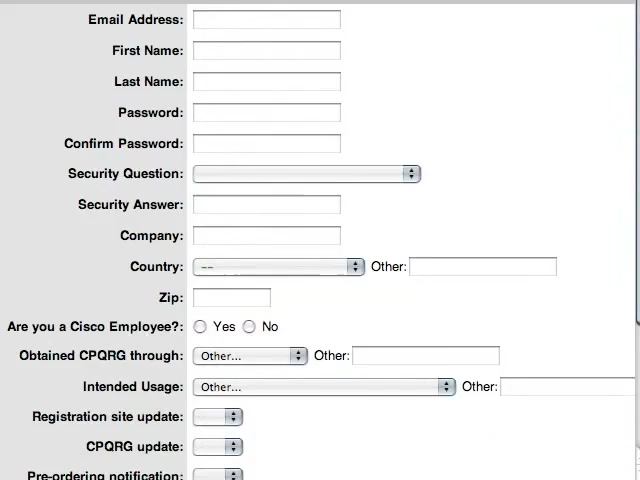 Email Address:
First Name:
Last Name:
Password:
Confirm Password:
Security Question:
Security Answer:
Company:
Country: -- Other:
Zip:
Are you a Cisco Employee?: Yes No
Obtained CPQRG through: Other... Other:
Intended Usage: Other... Other:
Registration site update:
CPQRG update:
Pre-ordering notification: